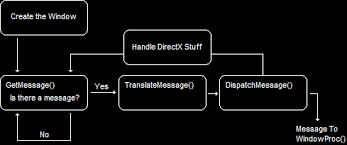 Create the Window
Handle DirectX Stuff
GetMessage()
Is there a message?
Yes
TranslateMessage()
DispatchMessage()
No
Message To
WindowProc()